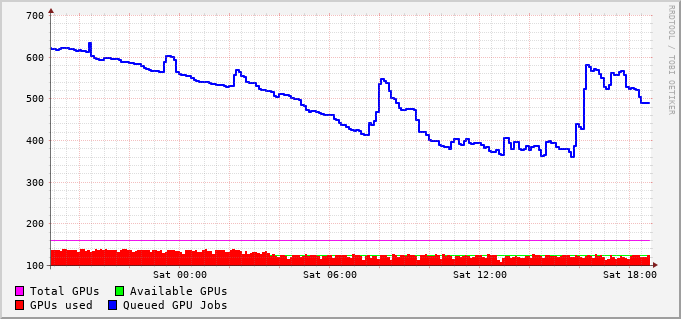 700
600
500
400
300
200
100
Sat 00:00 Sat 06:00 Sat 12:00 Sat 18:00
Total GPUs Available GPUs
GPUs used Queued GPU Jobs
RRDTOOL / TOBI OETIKER